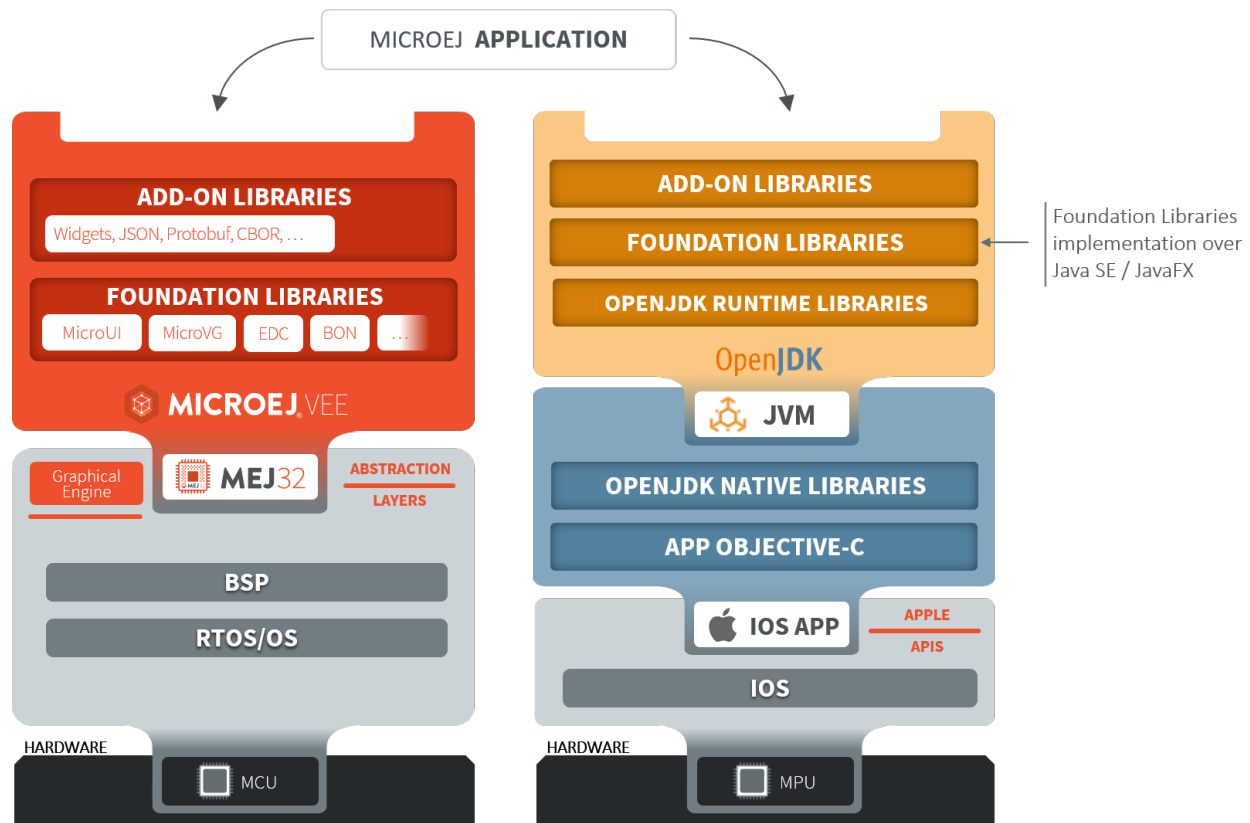 MICROEJ APPLICATION
ADD-ON LIBRARIES
Widgets, JSON, Protobuf, CBOR, ...
FOUNDATION LIBRARIES
MicroUI
MicroVG
EDC
BON
...
MICROEJ® VEE
Graphical
Engine
MEJ32
ABSTRACTION
LAYERS
BSP
RTOS/OS
HARDWARE
MCU
ADD-ON LIBRARIES
FOUNDATION LIBRARIES
OPENJDK RUNTIME LIBRARIES
OpenJDK
JVM
OPENJDK NATIVE LIBRARIES
APP OBJECTIVE-C
IOS APP
APPLE
APIS
IOS
HARDWARE
MPU
Foundation Libraries
implementation over
Java SE / JavaFX